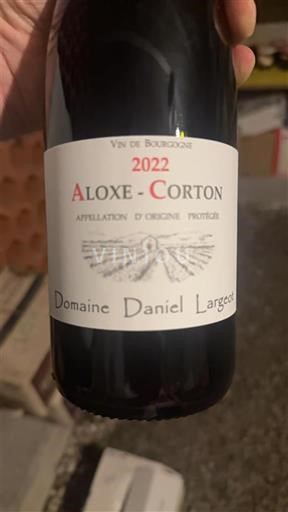 VIN DE BOURGOGNE
2022
ALOXE - CORTON
APPELLATION D'ORIGINE PROTÉGÉE
Domaine Daniel Largeot